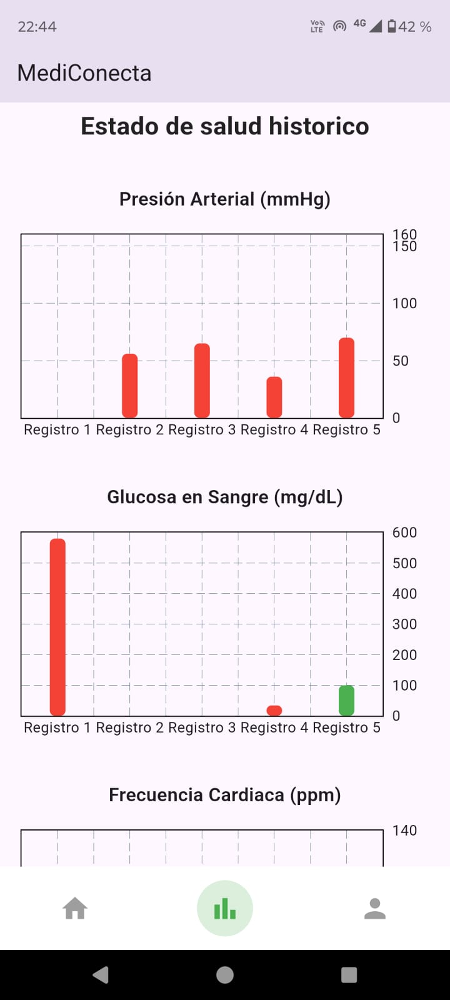 22:44
Vo LTE 4G 42 %
MediConecta
Estado de salud historico
Presión Arterial (mmHg)
160
150
100
50
0
Registro 1 Registro 2 Registro 3 Registro 4 Registro 5
Glucosa en Sangre (mg/dL)
600
500
400
300
200
100
0
Registro 1 Registro 2 Registro 3 Registro 4 Registro 5
Frecuencia Cardiaca (ppm)
140